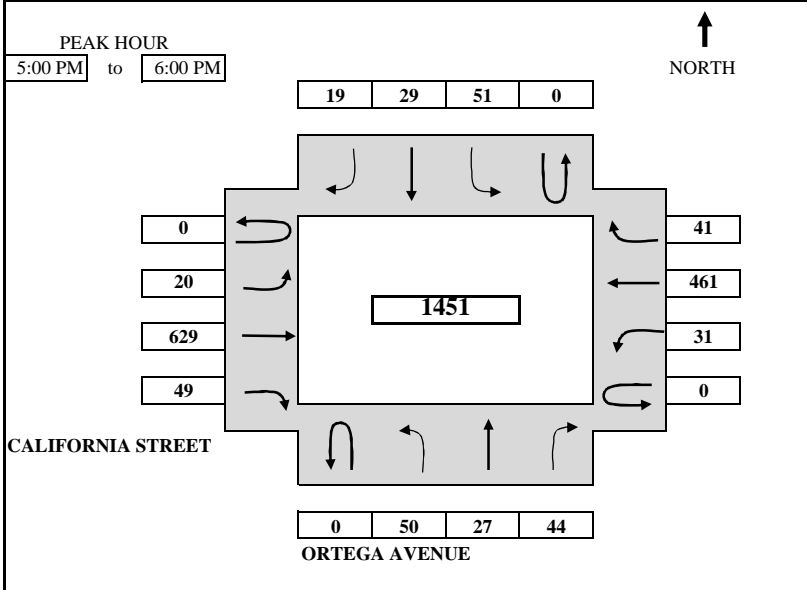 PEAK HOUR
5:00 PM to 6:00 PM
NORTH
19 29 51 0
0 41
20 461
1451
629 31
49 0
CALIFORNIA STREET
0 50 27 44
ORTEGA AVENUE